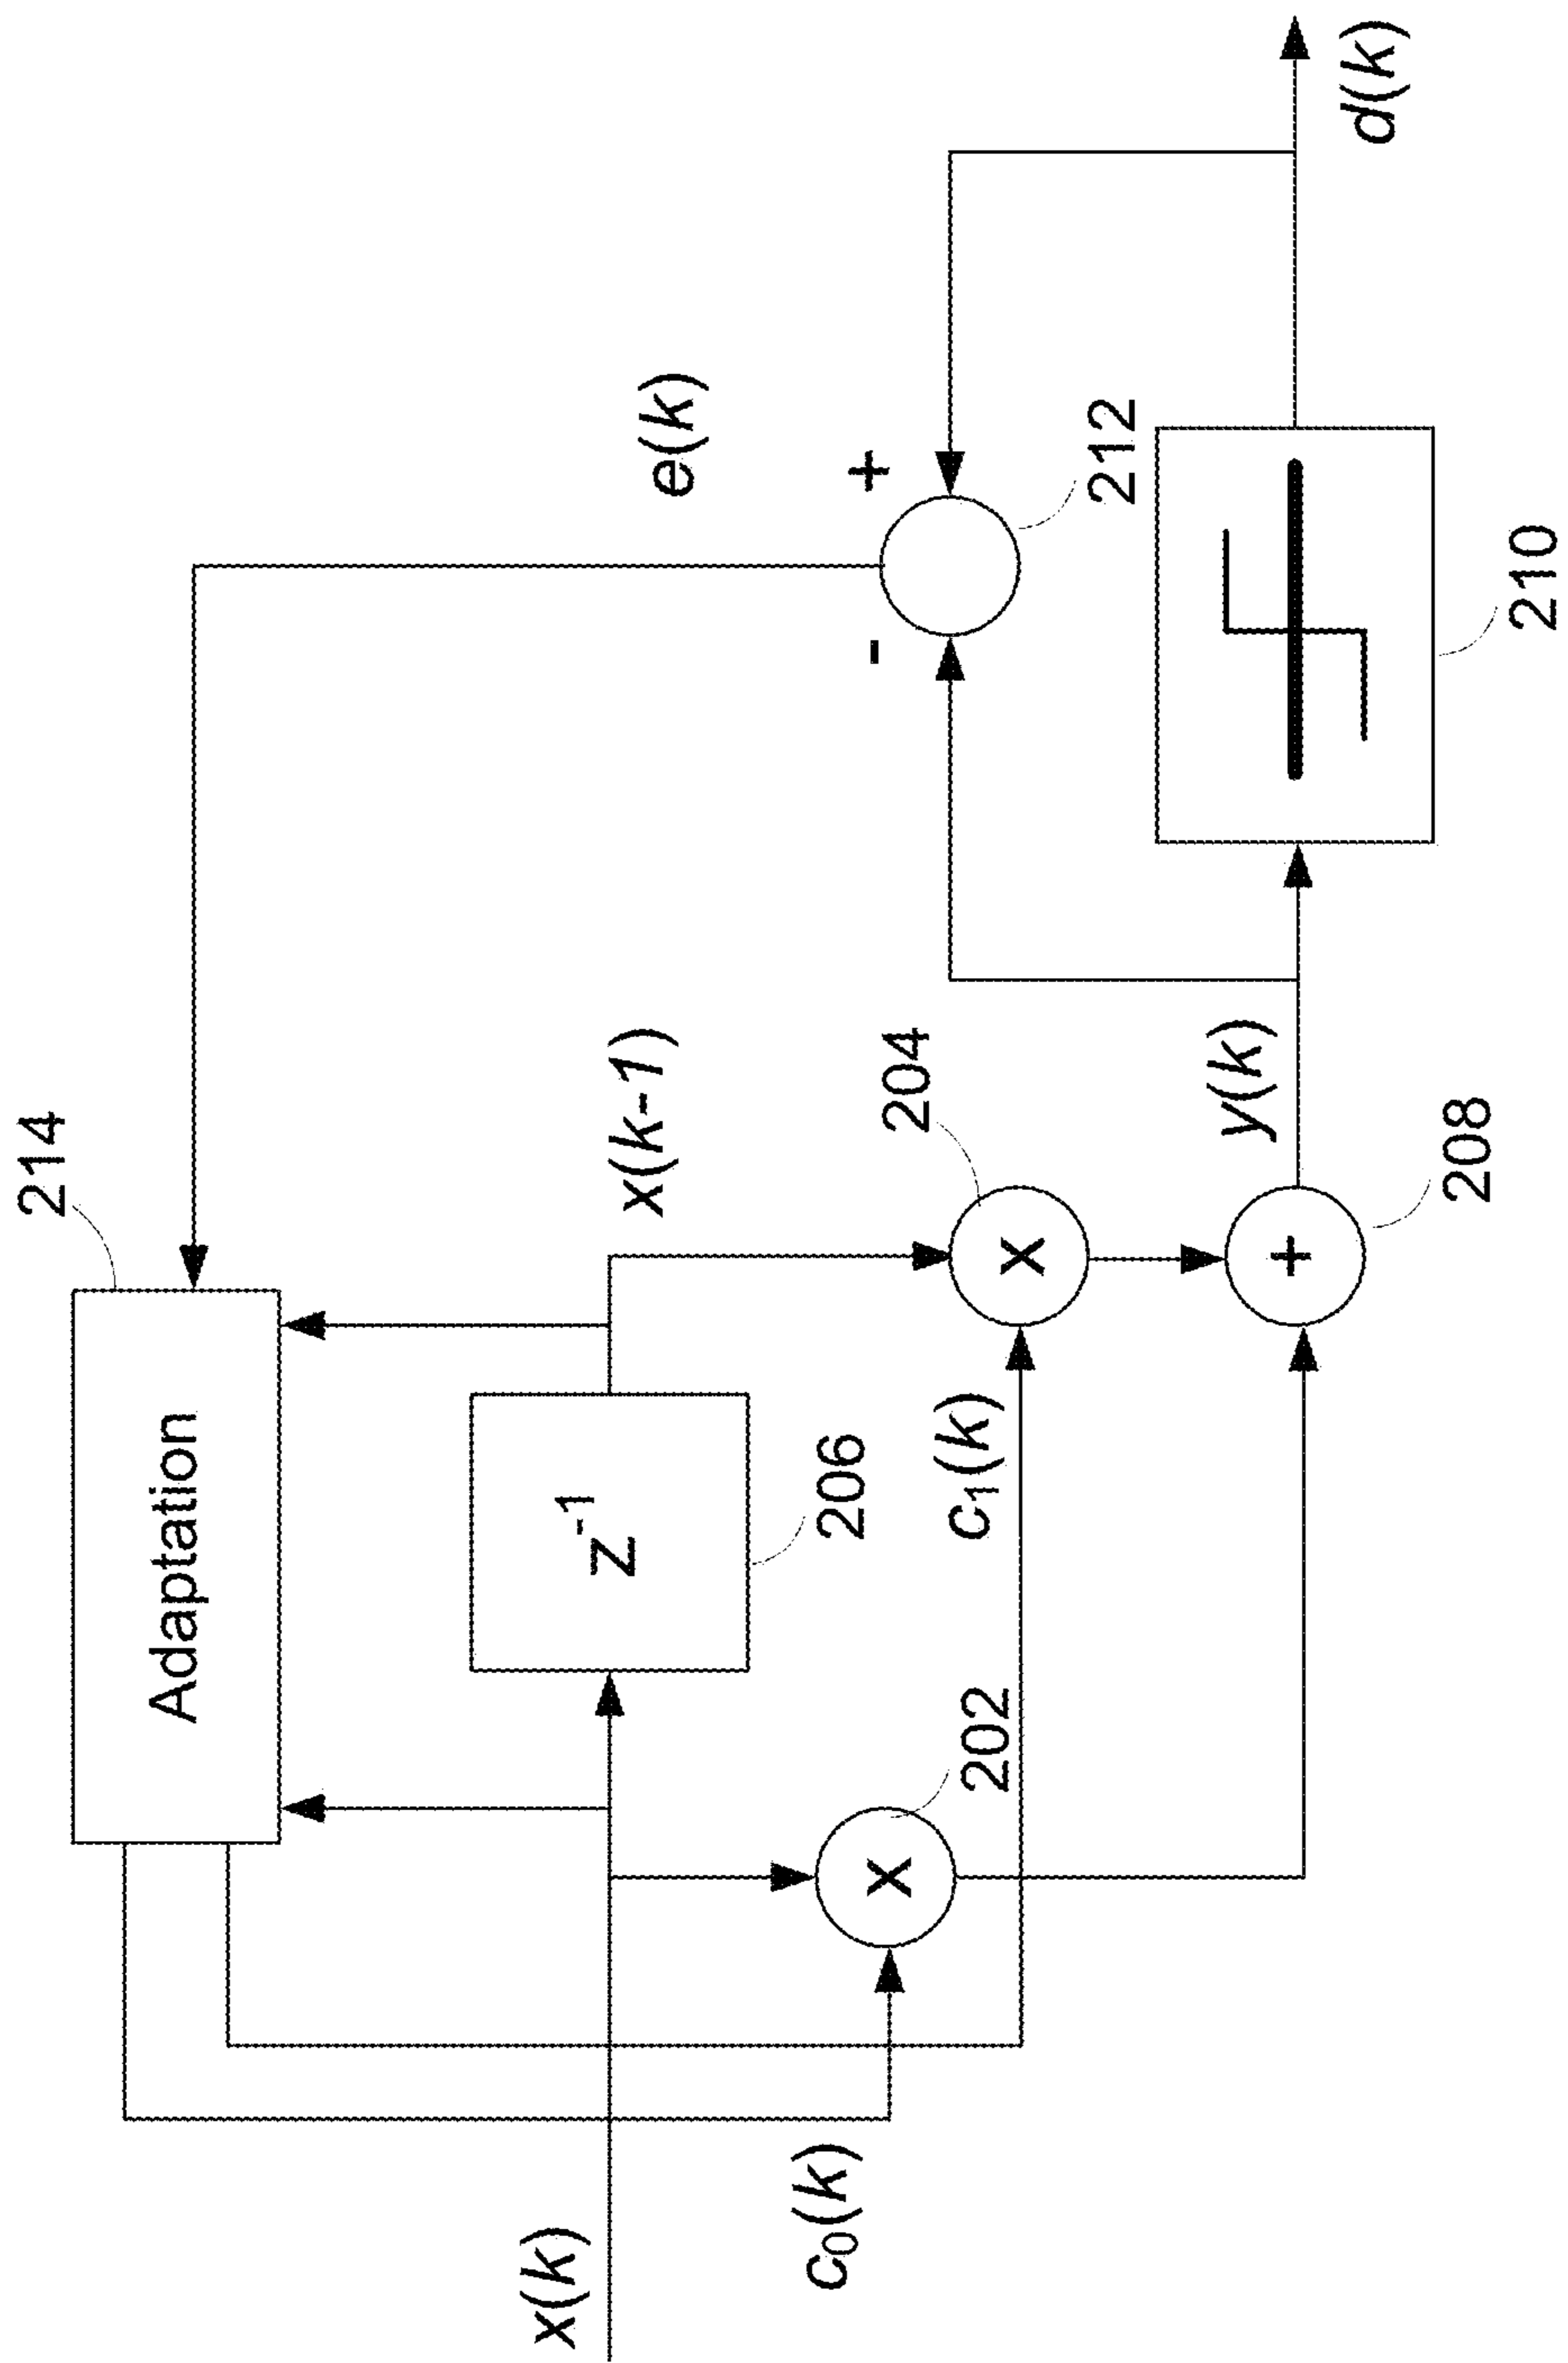 214
Adaptation
x(k)
z⁻¹
206
x(k-1)
e(k)
c₀(k)
x
202
c₁(k)
x
204
-
+
212
+
208
y(k)
210
d(k)